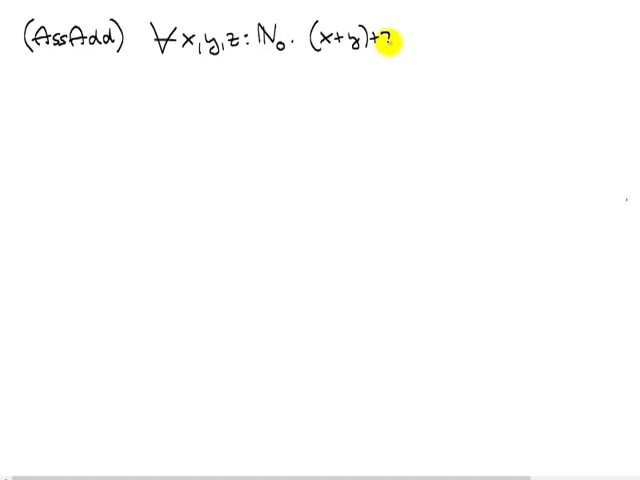 (AssAdd) ∀x,y,z:ℕ₀. (x+y)+